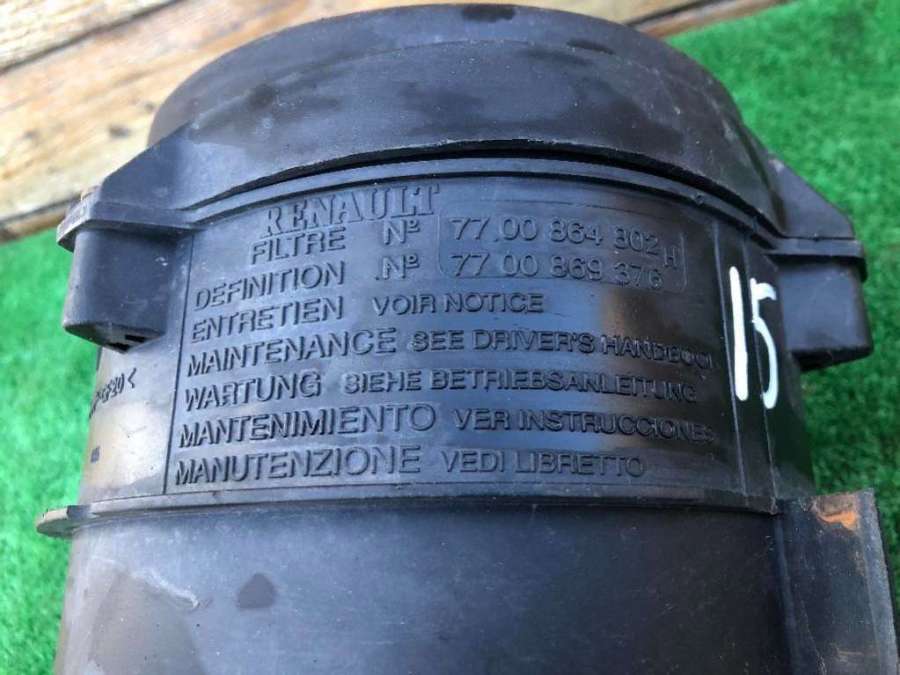 RENAULT
FILTRE Nº 77 00 864 302 H
DEFINITION Nº 77 00 869 376
ENTRETIEN VOIR NOTICE
MAINTENANCE SEE DRIVER'S HANDBOOK
WARTUNG SIEHE BETRIEBSANLEITUNG
MANTENIMIENTO VER INSTRUCCIONES
MANUTENZIONE VEDI LIBRETTO
15